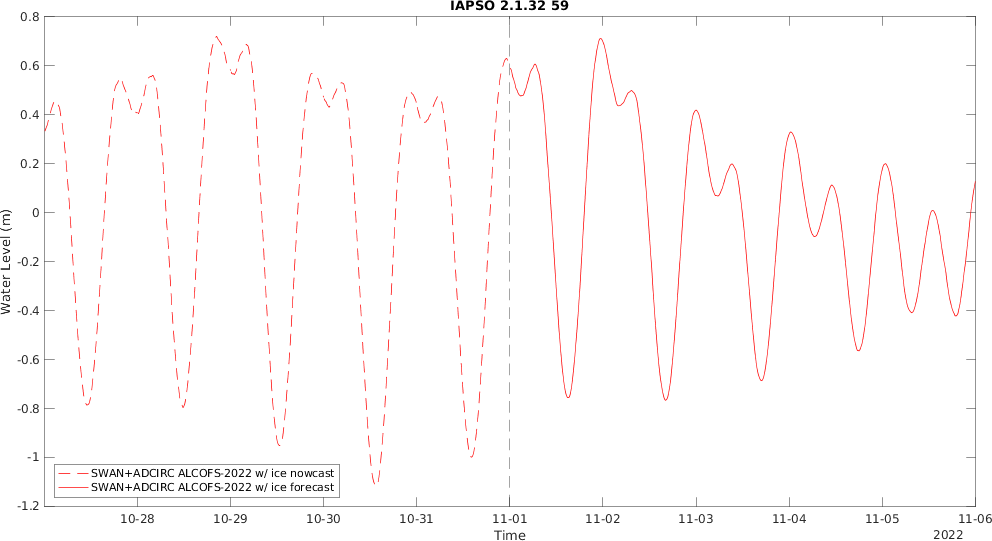 IAPSO 2.1.32 59
Water Level (m)
0.8
0.6
0.4
0.2
0
-0.2
-0.4
-0.6
-0.8
-1
-1.2
SWAN+ADCIRC ALCOFS-2022 w/ ice nowcast
SWAN+ADCIRC ALCOFS-2022 w/ ice forecast
10-28 10-29 10-30 10-31 11-01 11-02 11-03 11-04 11-05 11-06
Time
2022